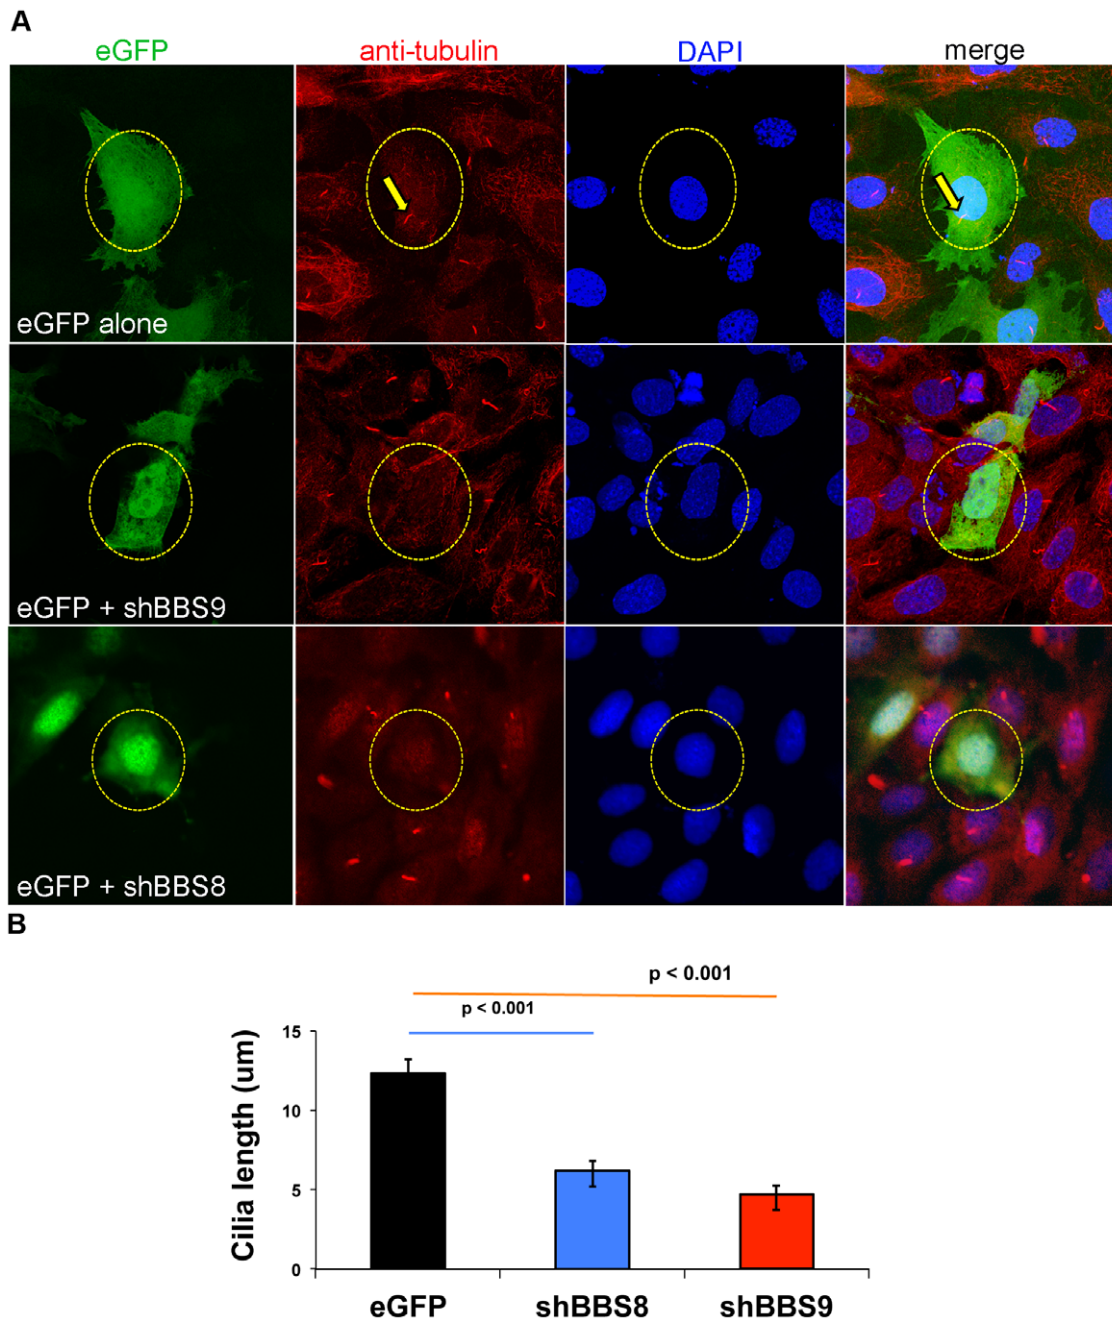 A
eGFP anti-tubulin DAPI merge
eGFP alone
eGFP + shBBS9
eGFP + shBBS8
B
p < 0.001
p < 0.001
15
10
5
0
Cilia length (um)
eGFP shBBS8 shBBS9